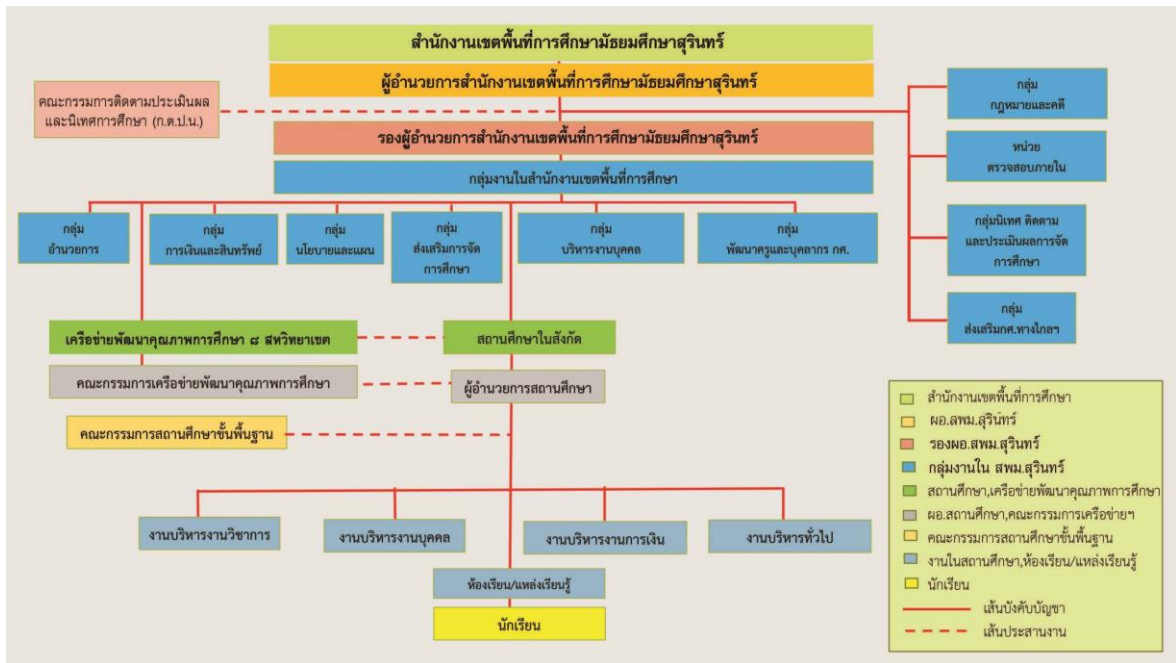 สำนักงานเขตพื้นที่การศึกษามัธยมศึกษาสุรินทร์
ผู้อำนวยการสำนักงานเขตพื้นที่การศึกษามัธยมศึกษาสุรินทร์
คณะกรรมการติดตามประเมินผล
และนิเทศการศึกษา (ก.ต.ป.น.)
กลุ่ม
กฎหมายและคดี
รองผู้อำนวยการสำนักงานเขตพื้นที่การศึกษามัธยมศึกษาสุรินทร์
หน่วย
ตรวจสอบภายใน
กลุ่มงานในสำนักงานเขตพื้นที่การศึกษา
กลุ่มนิเทศ ติดตาม
และประเมินผลการจัด
การศึกษา
กลุ่ม
ส่งเสริมกศ.ทางไกลฯ
กลุ่ม
อำนวยการ
กลุ่ม
การเงินและสินทรัพย์
กลุ่ม
นโยบายและแผน
กลุ่ม
ส่งเสริมการจัด
การศึกษา
กลุ่ม
บริหารงานบุคคล
กลุ่ม
พัฒนาครูและบุคลากร กศ.
เครือข่ายพัฒนาคุณภาพการศึกษา ๘ สหวิทยาเขต
สถานศึกษาในสังกัด
คณะกรรมการเครือข่ายพัฒนาคุณภาพการศึกษา
ผู้อำนวยการสถานศึกษา
คณะกรรมการสถานศึกษาขั้นพื้นฐาน
งานบริหารงานวิชาการ
งานบริหารงานบุคคล
งานบริหารงานการเงิน
งานบริหารทั่วไป
ห้องเรียน/แหล่งเรียนรู้
นักเรียน
สำนักงานเขตพื้นที่การศึกษา
ผอ.สพม.สุรินทร์
รองผอ.สพม.สุรินทร์
กลุ่มงานใน สพม.สุรินทร์
สถานศึกษา,เครือข่ายพัฒนาคุณภาพการศึกษา
ผอ.สถานศึกษา,คณะกรรมการเครือข่ายฯ
คณะกรรมการสถานศึกษาขั้นพื้นฐาน
งานในสถานศึกษา,ห้องเรียน/แหล่งเรียนรู้
นักเรียน
เส้นบังคับบัญชา
เส้นประสานงาน